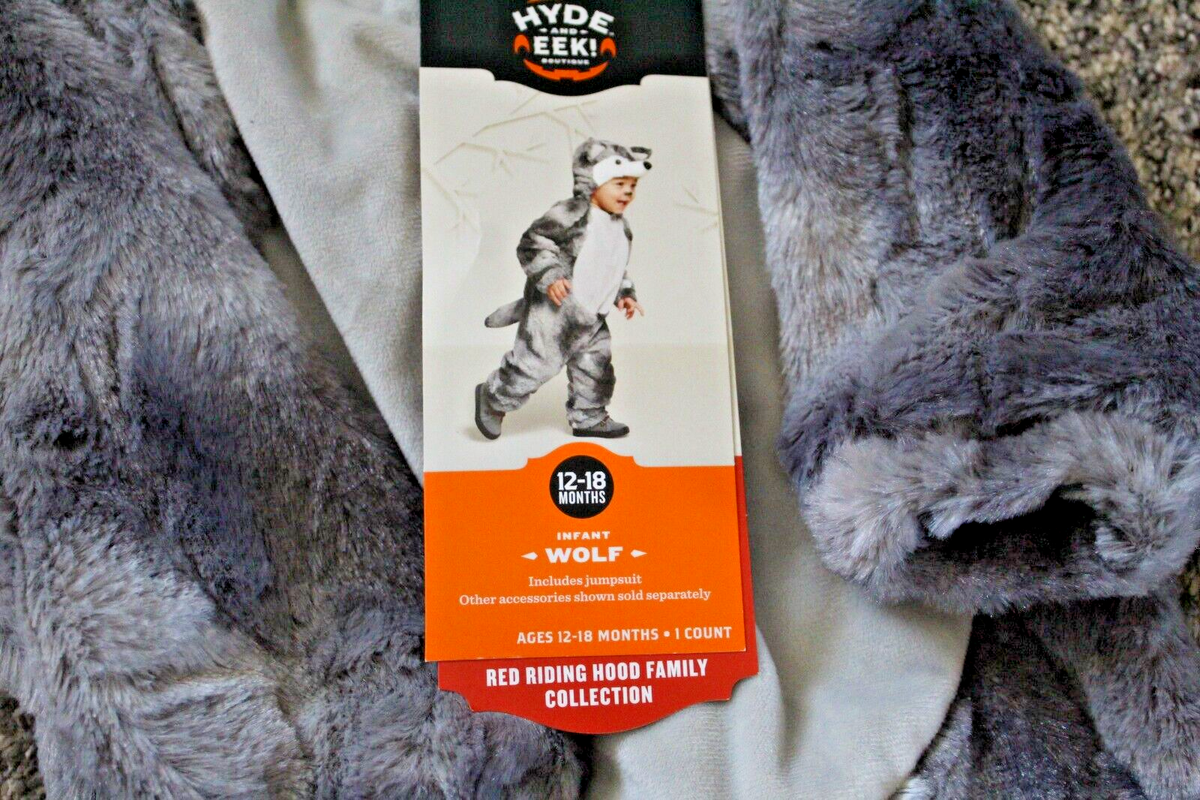 HYDE
AND
EEK!
BOUTIQUE
12-18
MONTHS
INFANT
WOLF
Includes jumpsuit
Other accessories shown sold separately
AGES 12-18 MONTHS • 1 COUNT
RED RIDING HOOD FAMILY
COLLECTION